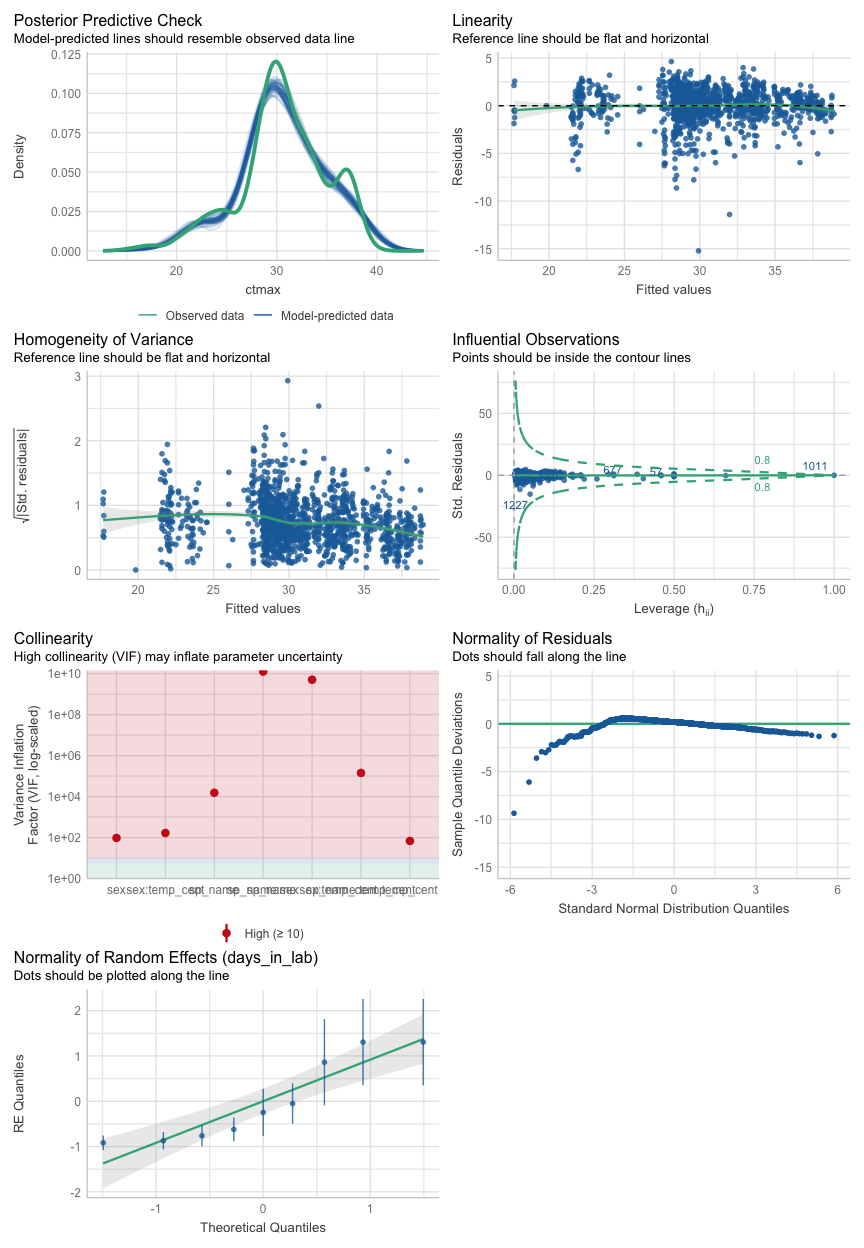 Posterior Predictive Check
Model-predicted lines should resemble observed data line
0.125
0.100
0.075
0.050
0.025
0.000
Density
20
30
40
ctmax
Observed data
Model-predicted data
Linearity
Reference line should be flat and horizontal
5
0
-5
-10
-15
Residuals
20
25
30
35
Fitted values
Homogeneity of Variance
Reference line should be flat and horizontal
3
2
1
0
√|Std. residuals|
20
25
30
35
Fitted values
Influential Observations
Points should be inside the contour lines
50
0
-50
Std. Residuals
0.8
0.8
677
57
1011
1227
0.00
0.25
0.50
0.75
1.00
Leverage (hii)
Collinearity
High collinearity (VIF) may inflate parameter uncertainty
1e+10
1e+08
1e+06
1e+04
1e+02
1e+00
Variance Inflation
Factor (VIF, log-scaled)
High (≥ 10)
Normality of Residuals
Dots should fall along the line
5
0
-5
-10
-15
Sample Quantile Deviations
-6
-3
0
3
6
Standard Normal Distribution Quantiles
Normality of Random Effects (days_in_lab)
Dots should be plotted along the line
2
1
0
-1
-2
RE Quantiles
-1
0
1
Theoretical Quantiles